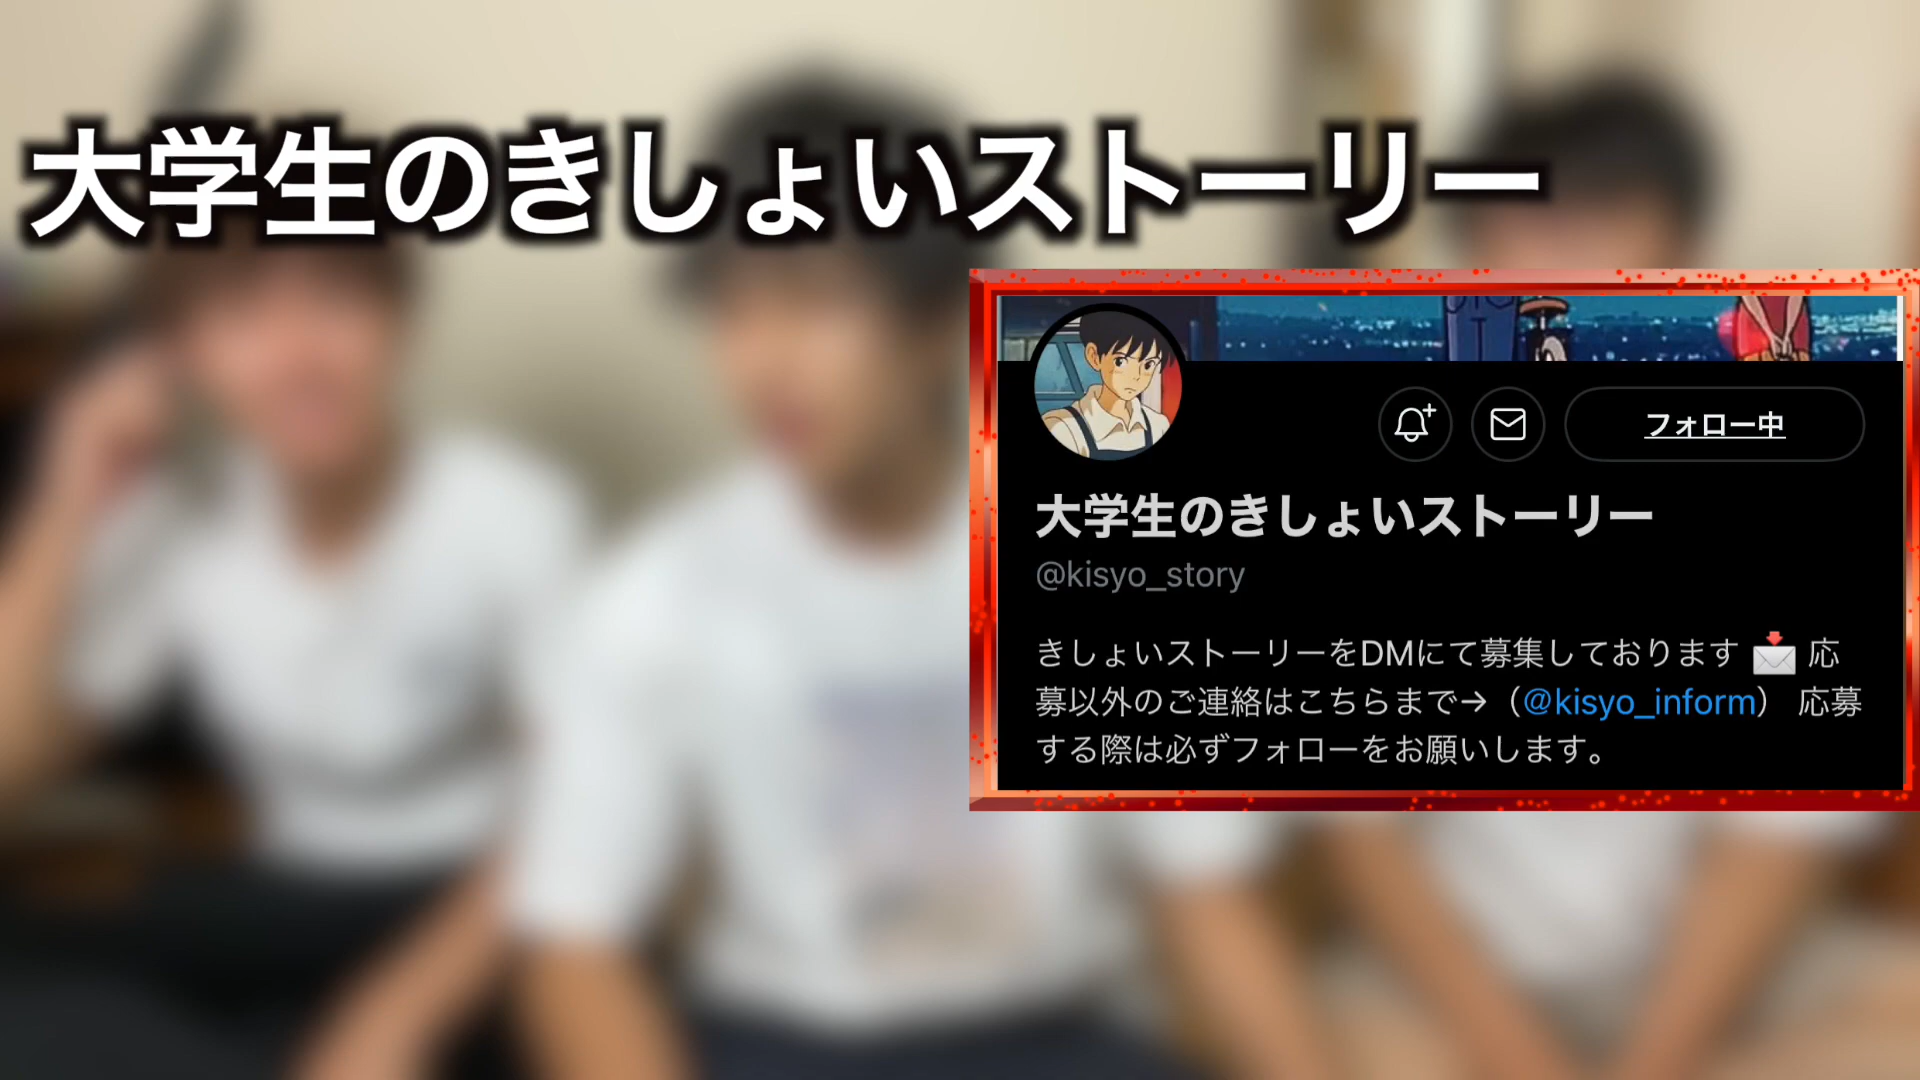 大学生のきしょいストーリー
フォロー中
大学生のきしょいストーリー
@kisyo_story
きしょいストーリーをDMにて募集しております 📩 応
募以外のご連絡はこちらまで→（@kisyo_inform） 応募
する際は必ずフォローをお願いします。